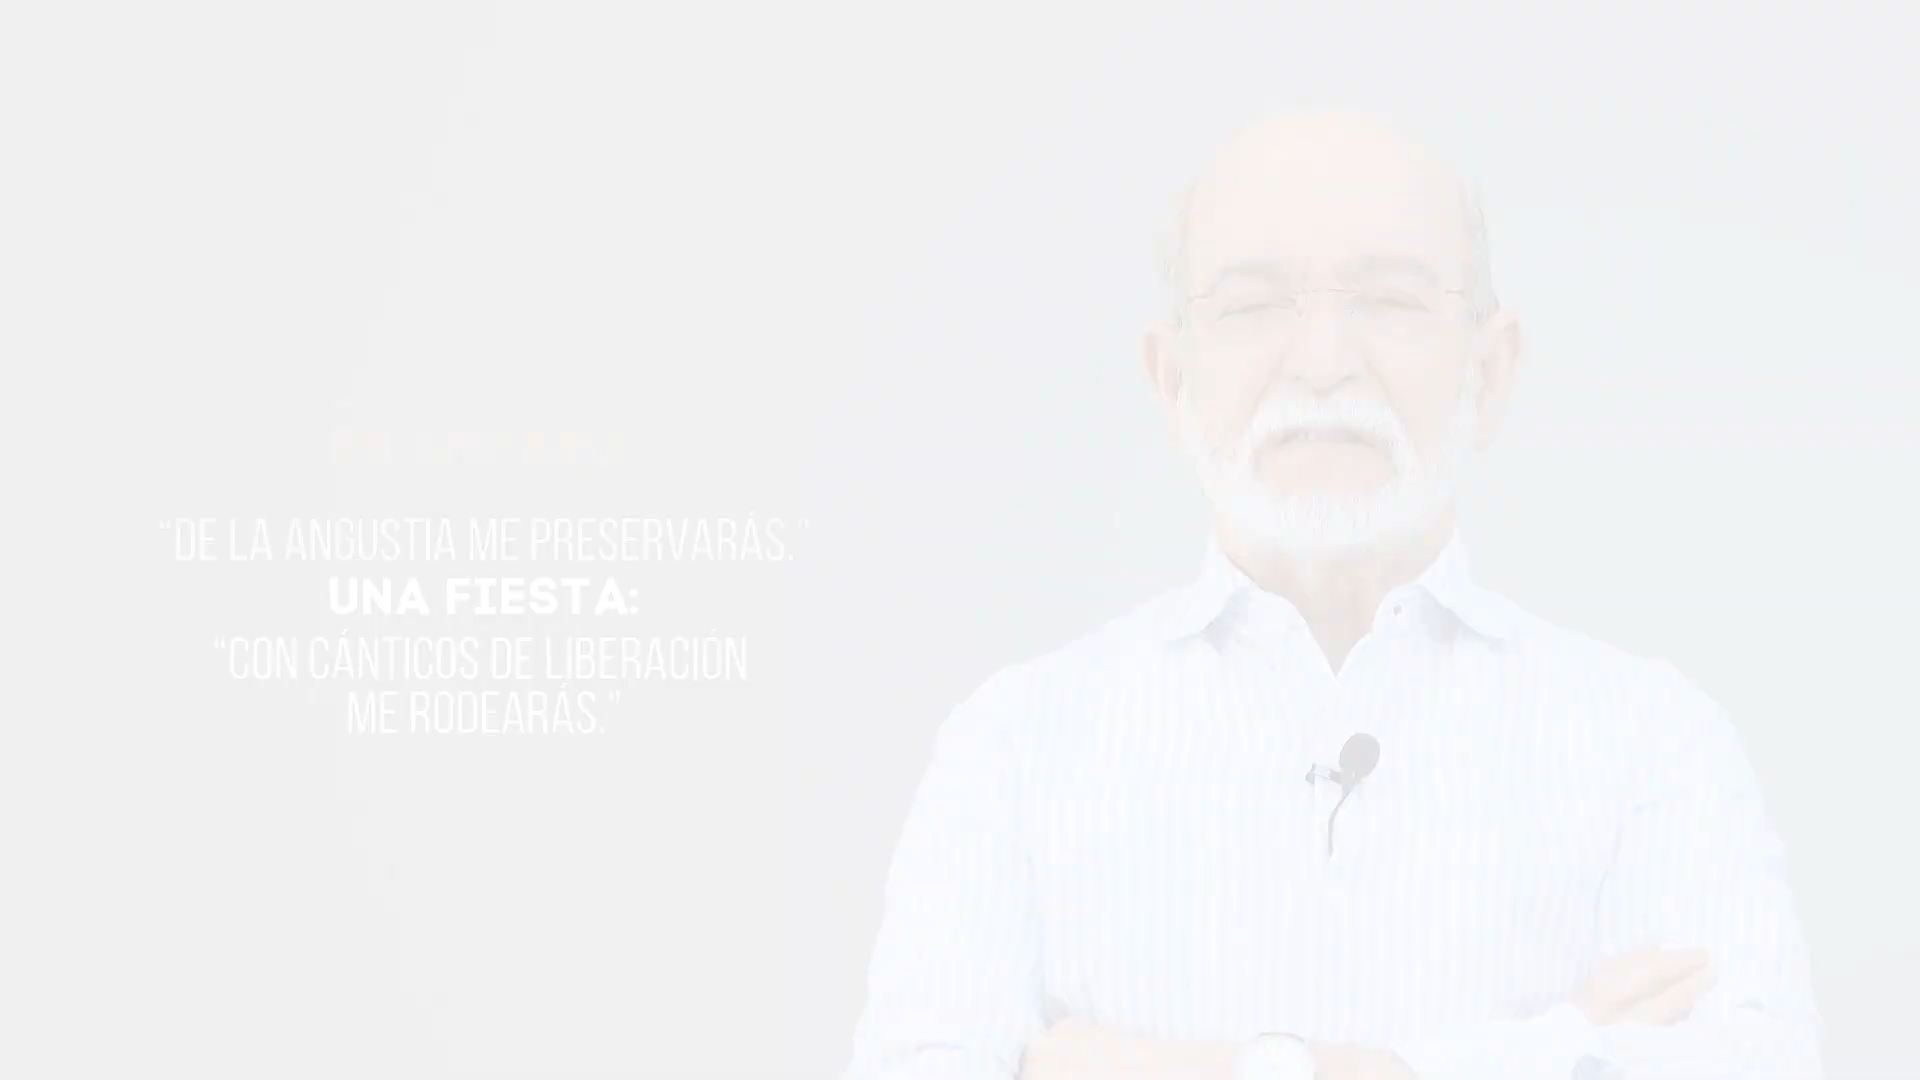 “DE LA ANGUSTIA ME PRESERVARÁS.”
UNA FIESTA:
“CON CÁNTICOS DE LIBERACIÓN
ME RODEARÁS.”